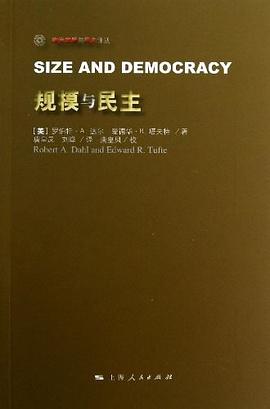 SIZE AND DEMOCRACY
规模与民主
[美] 罗伯特·A. 达尔 爱德华·R. 塔夫特 / 著
唐皇凤 刘晔 / 译 唐皇凤 / 校
Robert A. Dahl and Edward R. Tufte
上海人民出版社